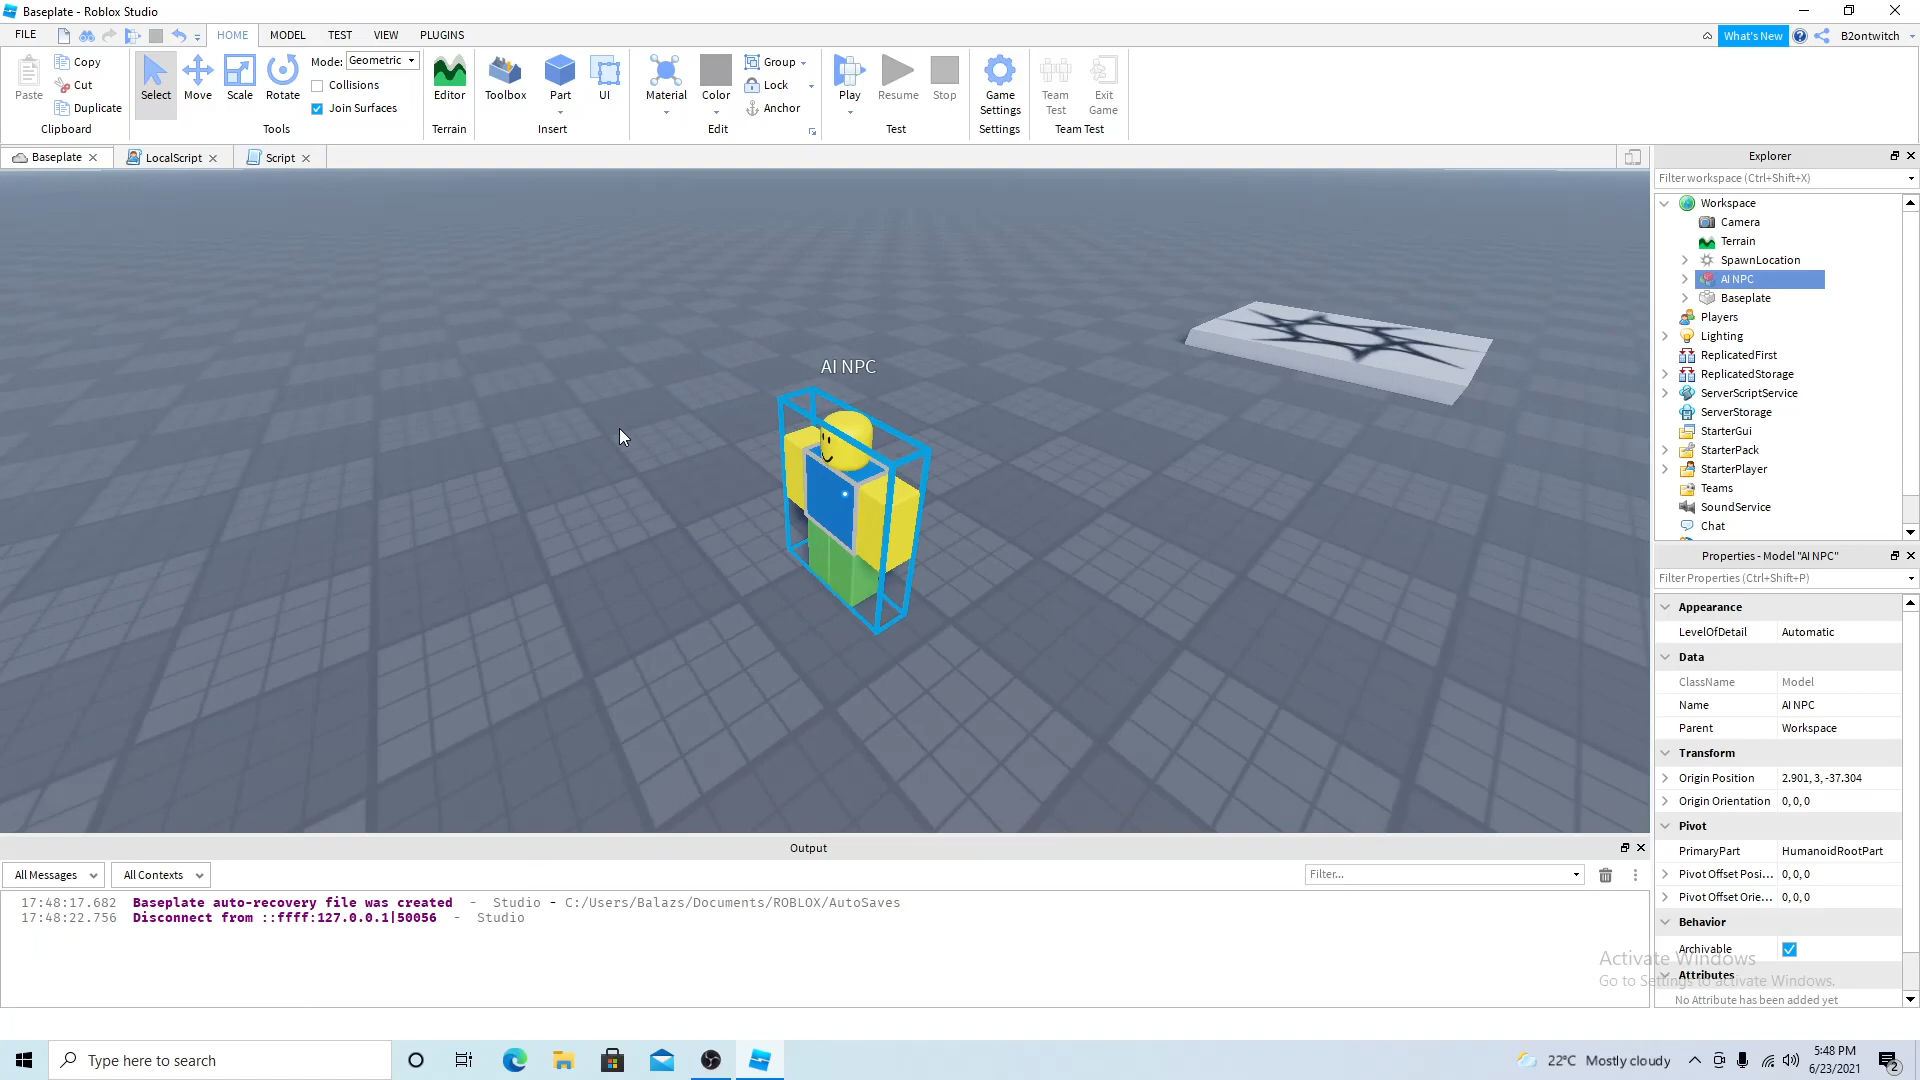 Baseplate - Roblox Studio
FILE
HOME MODEL TEST VIEW PLUGINS
What's New
B2ontwitch
Paste
Copy
Cut
Duplicate
Clipboard
Select
Move
Scale
Rotate
Mode: Geometric
Collisions
Join Surfaces
Tools
Editor
Terrain
Toolbox
Part
UI
Insert
Material
Color
Group
Lock
Anchor
Edit
Play
Resume
Stop
Test
Game
Settings
Settings
Team
Test
Exit
Game
Team Test
Baseplate
LocalScript
Script
AI NPC
Explorer
Filter workspace (Ctrl+Shift+X)
Workspace
Camera
Terrain
SpawnLocation
AI NPC
Baseplate
Players
Lighting
ReplicatedFirst
ReplicatedStorage
ServerScriptService
ServerStorage
StarterGui
StarterPack
StarterPlayer
Teams
SoundService
Chat
Properties - Model "AI NPC"
Filter Properties (Ctrl+Shift+P)
Appearance
LevelOfDetail Automatic
Data
ClassName Model
Name AI NPC
Parent Workspace
Transform
Origin Position 2.901, 3, -37.304
Origin Orientation 0, 0, 0
Pivot
PrimaryPart HumanoidRootPart
Pivot Offset Posi... 0, 0, 0
Pivot Offset Orie... 0, 0, 0
Behavior
Archivable
Attributes
No Attribute has been added yet
Activate Windows
Go to Settings to activate Windows.
Output
All Messages
All Contexts
Filter...
17:48:17.682 Baseplate auto-recovery file was created - Studio - C:/Users/Balazs/Documents/ROBLOX/AutoSaves
17:48:22.756 Disconnect from ::ffff:127.0.0.1|50056 - Studio
Type here to search
22°C Mostly cloudy
5:48 PM
6/23/2021
2